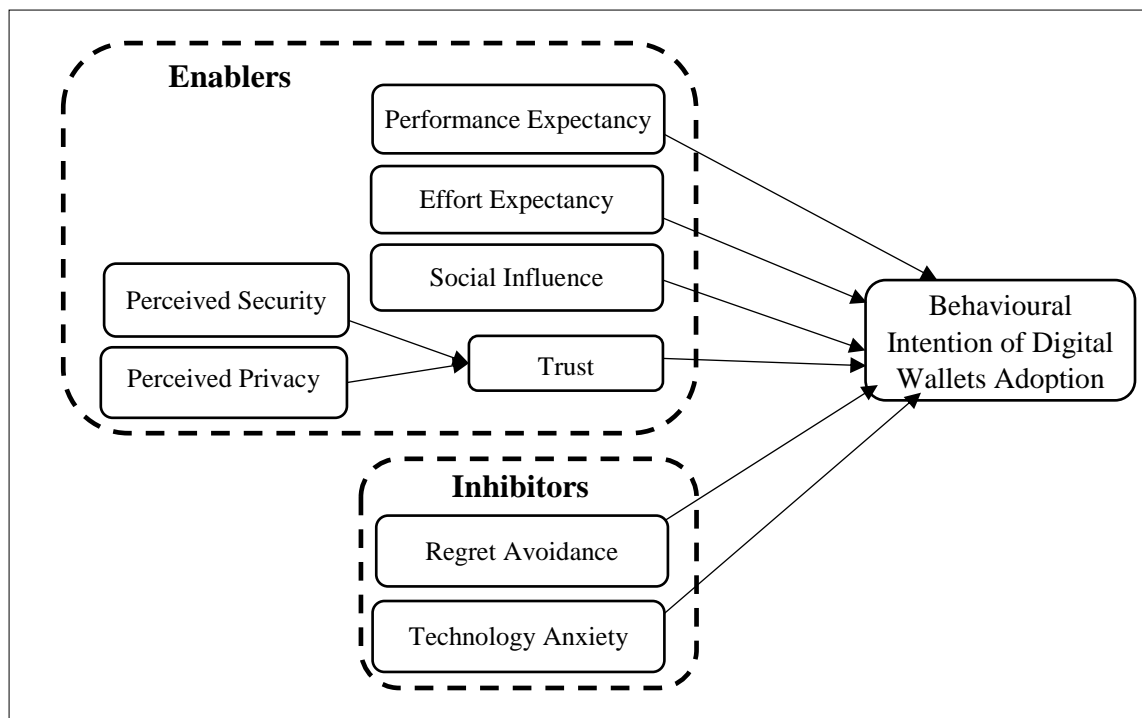 Enablers
Performance Expectancy
Effort Expectancy
Social Influence
Perceived Security
Trust
Perceived Privacy
Behavioural
Intention of Digital
Wallets Adoption
Inhibitors
Regret Avoidance
Technology Anxiety